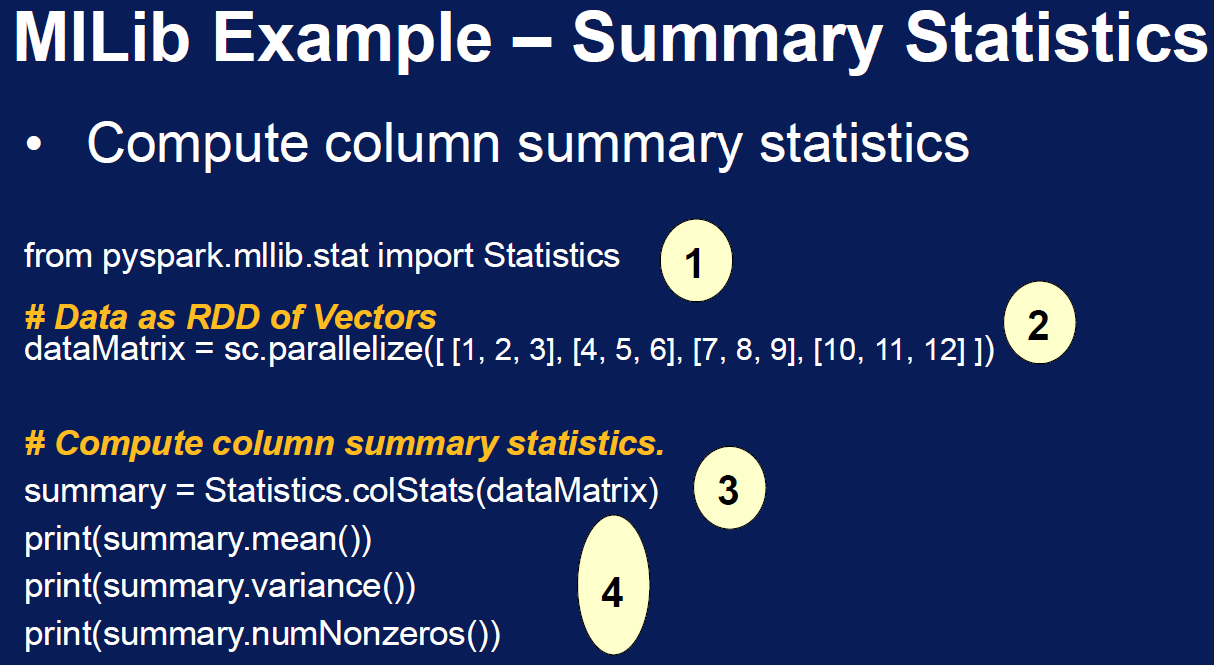 MlLib Example – Summary Statistics
• Compute column summary statistics
from pyspark.mllib.stat import Statistics 1
# Data as RDD of Vectors
dataMatrix = sc.parallelize([ [1, 2, 3], [4, 5, 6], [7, 8, 9], [10, 11, 12] ]) 2
# Compute column summary statistics.
summary = Statistics.colStats(dataMatrix) 3
print(summary.mean())
print(summary.variance()) 4
print(summary.numNonzeros())